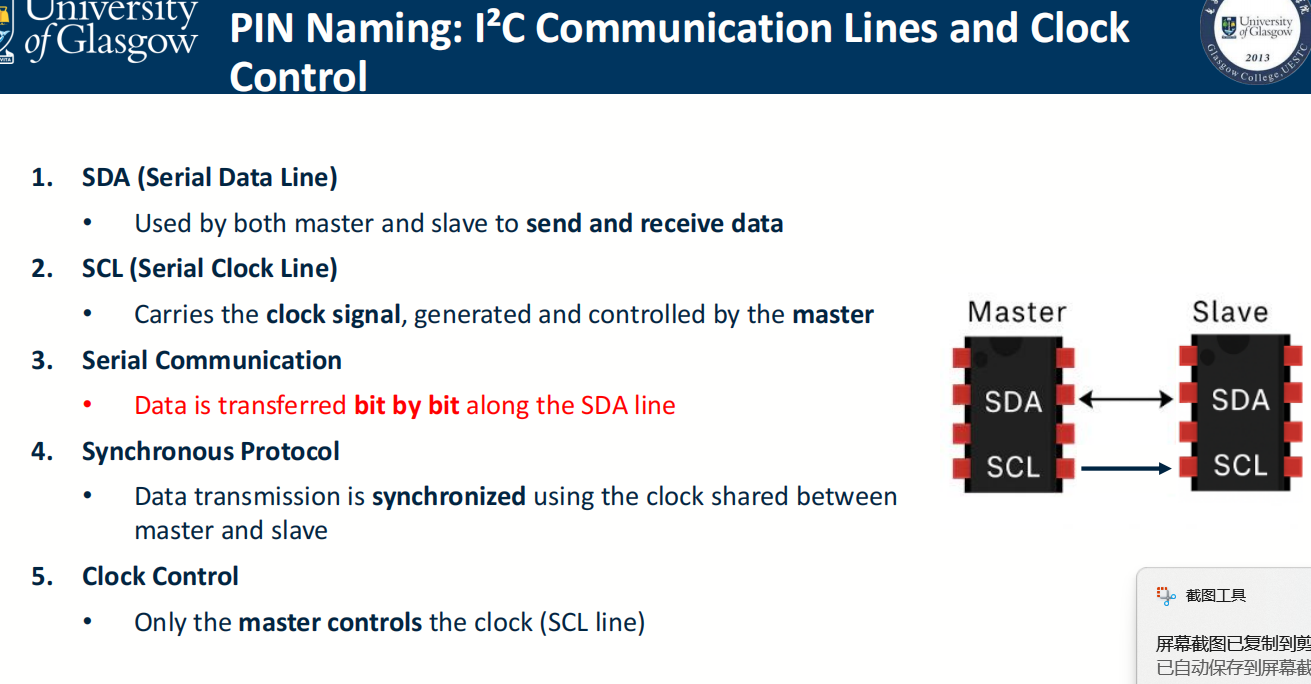 University
of Glasgow
PIN Naming: I²C Communication Lines and Clock
Control
University
of Glasgow
2013
Glasgow College, UESTC
1. SDA (Serial Data Line)
• Used by both master and slave to send and receive data
2. SCL (Serial Clock Line)
• Carries the clock signal, generated and controlled by the master
3. Serial Communication
• Data is transferred bit by bit along the SDA line
4. Synchronous Protocol
• Data transmission is synchronized using the clock shared between
master and slave
5. Clock Control
• Only the master controls the clock (SCL line)
Master
Slave
SDA
SDA
SCL
SCL
截图工具
屏幕截图已复制到剪
已自动保存到屏幕截